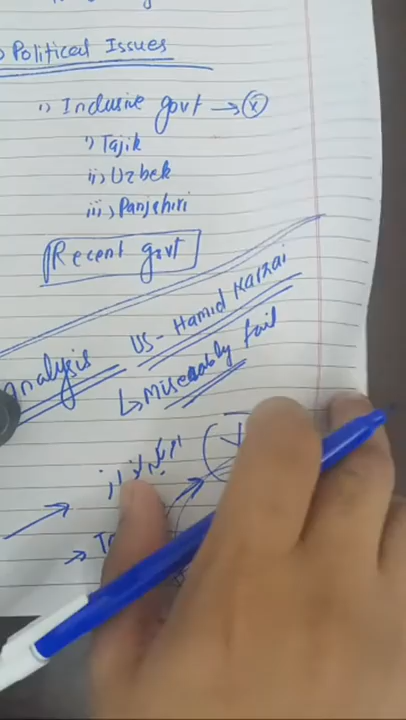 Political Issues
i) Inclusive govt → ⓧ
i) Tajik
ii) Uzbek
iii) Panjshiri
Recent govt
Analysis US - Hamid Karzai
↳ Miserably fail